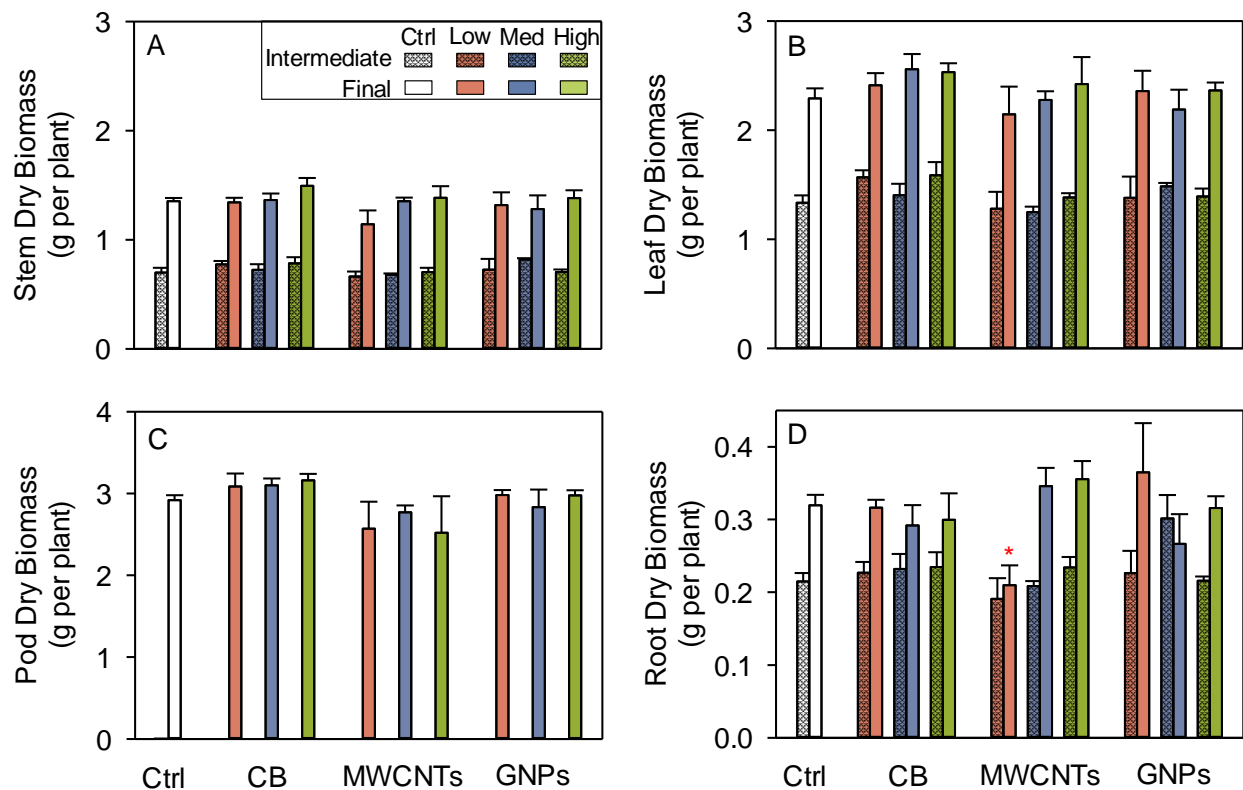 A
Ctrl Low Med High
Intermediate
Final
3
2
1
0
Stem Dry Biomass
(g per plant)
B
3
2
1
0
Leaf Dry Biomass
(g per plant)
C
4
3
2
1
0
Pod Dry Biomass
(g per plant)
Ctrl CB MWCNTs GNPs
D
0.4
0.3
0.2
0.1
0.0
*
Root Dry Biomass
(g per plant)
Ctrl CB MWCNTs GNPs